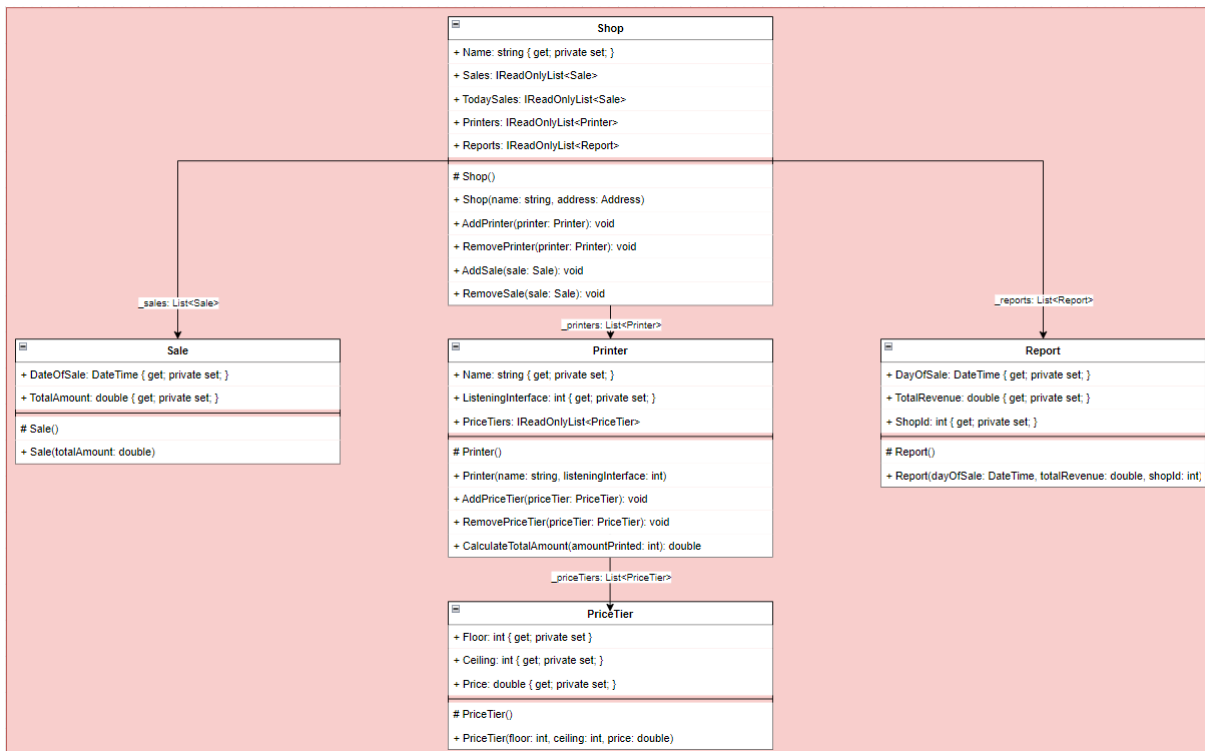 Shop
+ Name: string { get; private set; }
+ Sales: IReadOnlyList<Sale>
+ TodaySales: IReadOnlyList<Sale>
+ Printers: IReadOnlyList<Printer>
+ Reports: IReadOnlyList<Report>
# Shop()
+ Shop(name: string, address: Address)
+ AddPrinter(printer: Printer): void
+ RemovePrinter(printer: Printer): void
+ AddSale(sale: Sale): void
+ RemoveSale(sale: Sale): void
_sales: List<Sale>
_printers: List<Printer>
_reports: List<Report>
Sale
+ DateOfSale: DateTime { get; private set; }
+ TotalAmount: double { get; private set; }
# Sale()
+ Sale(totalAmount: double)
Printer
+ Name: string { get; private set; }
+ ListeningInterface: int { get; private set; }
+ PriceTiers: IReadOnlyList<PriceTier>
# Printer()
+ Printer(name: string, listeningInterface: int)
+ AddPriceTier(priceTier: PriceTier): void
+ RemovePriceTier(priceTier: PriceTier): void
+ CalculateTotalAmount(amountPrinted: int): double
Report
+ DayOfSale: DateTime { get; private set; }
+ TotalRevenue: double { get; private set; }
+ ShopId: int { get; private set; }
# Report()
+ Report(dayOfSale: DateTime, totalRevenue: double, shopId: int)
_priceTiers: List<PriceTier>
PriceTier
+ Floor: int { get; private set }
+ Ceiling: int { get; private set; }
+ Price: double { get; private set; }
# PriceTier()
+ PriceTier(floor: int, ceiling: int, price: double)